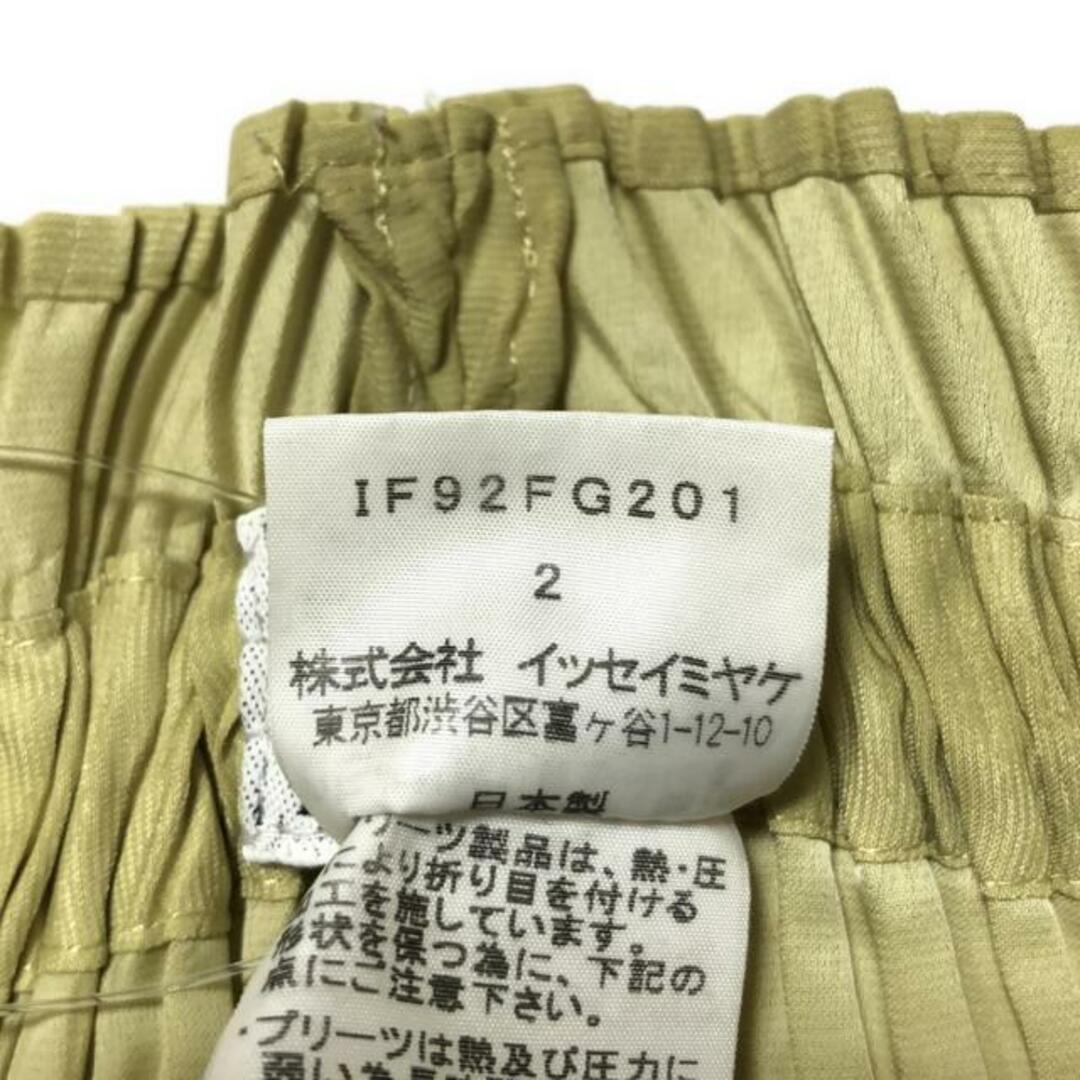 IF92FG201
2
株式会社 イッセイミヤケ
東京都渋谷区富ヶ谷1-12-10
日本製
リーツ製品は、熱・圧
により折り目を付ける
工を施しています。
形状を保つ為に、下記の
点にご注意下さい。
・プリーツは熱及び圧力に
弱い為